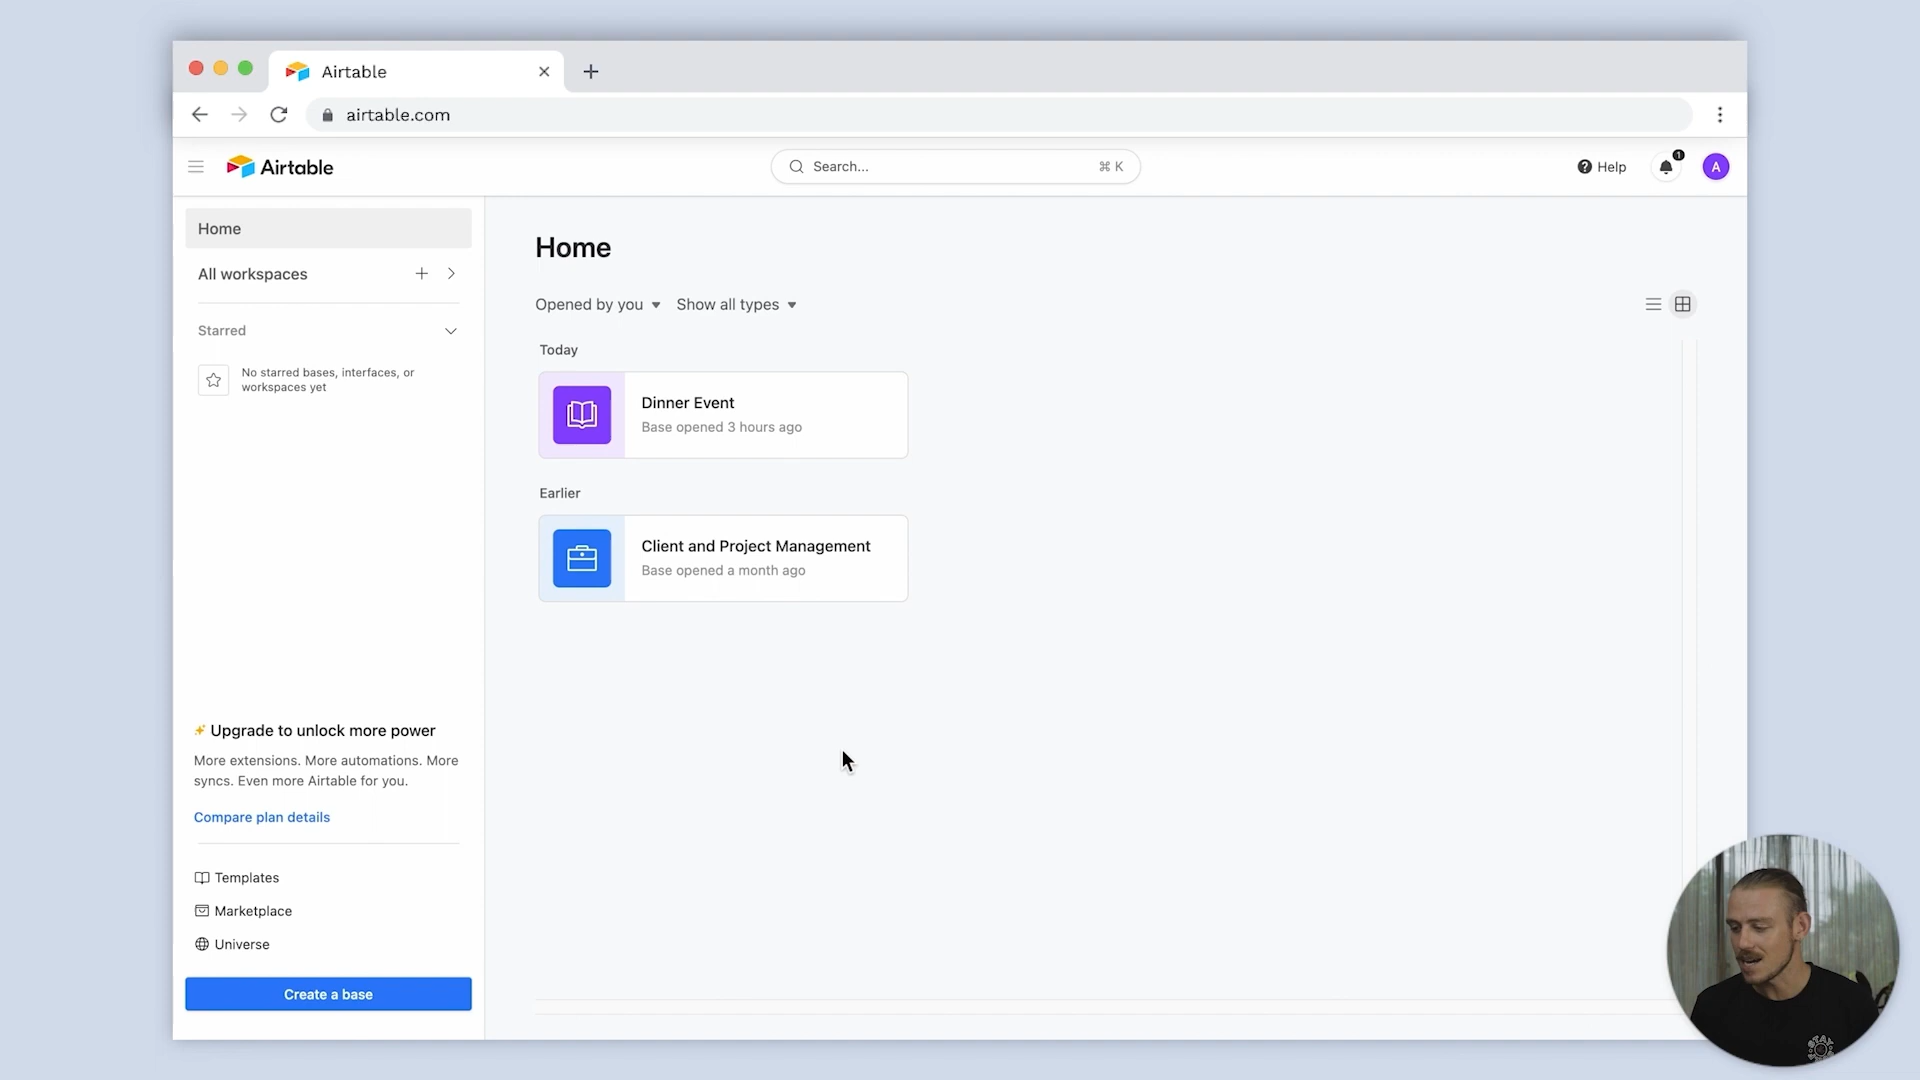 Airtable
airtable.com
Airtable
Search...
⌘ K
Help
1
A
Home
All workspaces
Starred
No starred bases, interfaces, or
workspaces yet
Upgrade to unlock more power
More extensions. More automations. More
syncs. Even more Airtable for you.
Compare plan details
Templates
Marketplace
Universe
Create a base
Home
Opened by you
Show all types
Today
Dinner Event
Base opened 3 hours ago
Earlier
Client and Project Management
Base opened a month ago
STAY